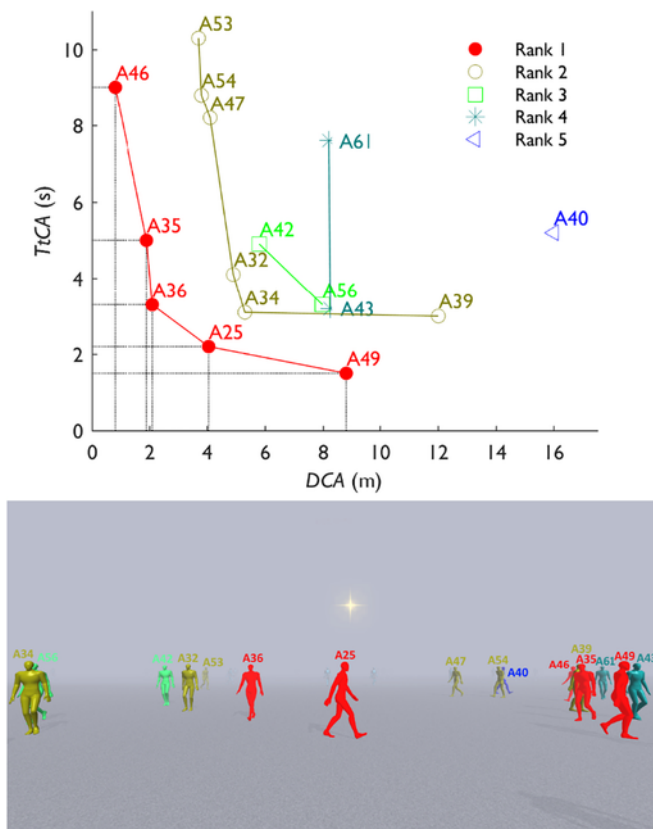 A53
10
A46
Rank 1
Rank 2
A54
Rank 3
A47
8
Rank 4
A61
Rank 5
TtCA (s)
6
A35
A42
A40
A32
4
A36
A34
A56
A39
A43
A25
2
A49
0
0 2 4 6 8 10 12 14 16
DCA (m)
A34
A42
A32
A53
A36
A25
A47
A54
A40
A46
A39
A35
A61
A49